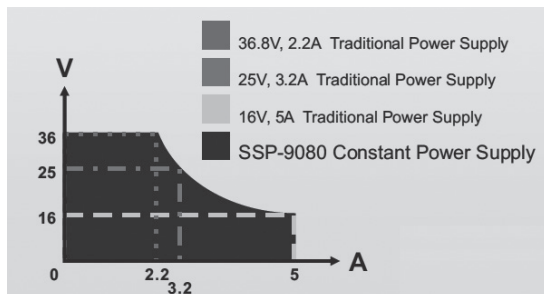 36.8V, 2.2A Traditional Power Supply
25V, 3.2A Traditional Power Supply
16V, 5A Traditional Power Supply
SSP-9080 Constant Power Supply
V
36
25
16
0
2.2
3.2
5
A